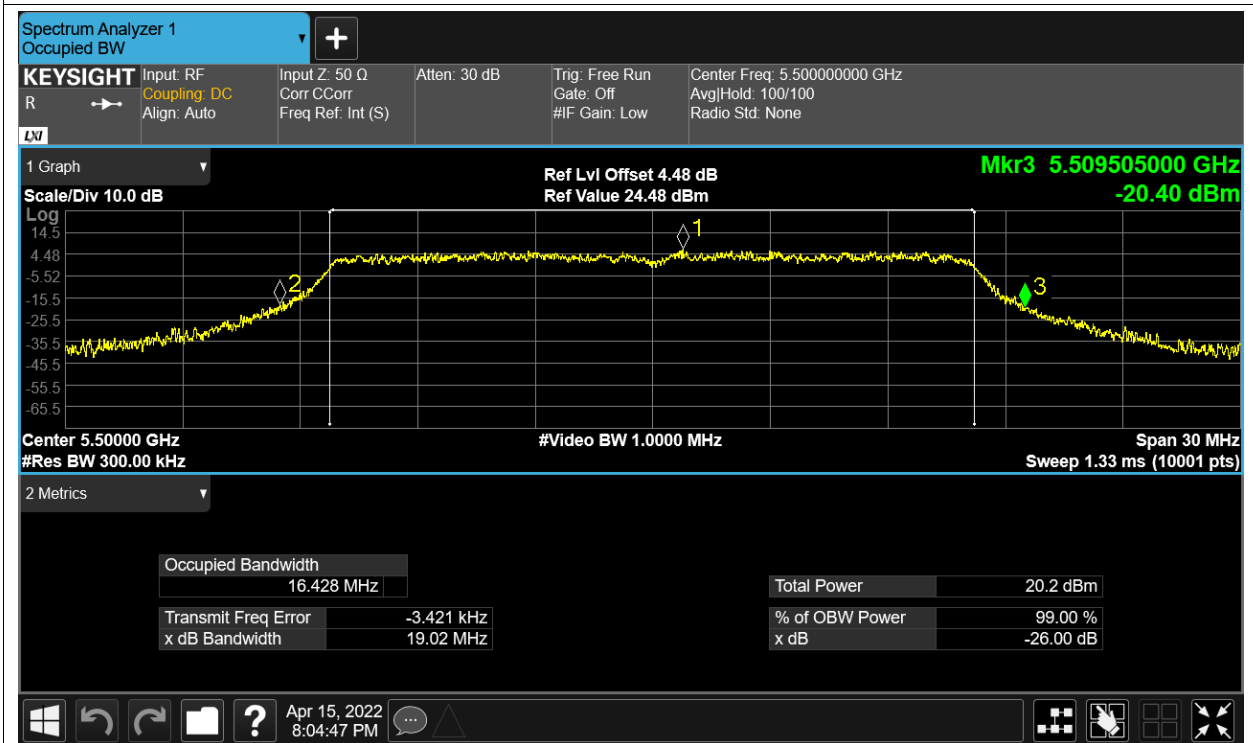 Spectrum Analyzer 1
Occupied BW
KEYSIGHT
R
LXI
Input: RF
Coupling: DC
Align: Auto
Input Z: 50 Ω
Corr CCorr
Freq Ref: Int (S)
Atten: 30 dB
Trig: Free Run
Gate: Off
#IF Gain: Low
Center Freq: 5.500000000 GHz
Avg|Hold: 100/100
Radio Std: None
1 Graph
Scale/Div 10.0 dB
Ref Lvl Offset 4.48 dB
Ref Value 24.48 dBm
Mkr3 5.509505000 GHz
-20.40 dBm
Log
14.5
4.48
-5.52
-15.5
-25.5
-35.5
-45.5
-55.5
-65.5
1
2
3
Center 5.50000 GHz
#Res BW 300.00 kHz
#Video BW 1.0000 MHz
Span 30 MHz
Sweep 1.33 ms (10001 pts)
2 Metrics
Occupied Bandwidth
16.428 MHz
Total Power 20.2 dBm
Transmit Freq Error -3.421 kHz
% of OBW Power 99.00 %
x dB Bandwidth 19.02 MHz
x dB -26.00 dB
?
Apr 15, 2022
8:04:47 PM